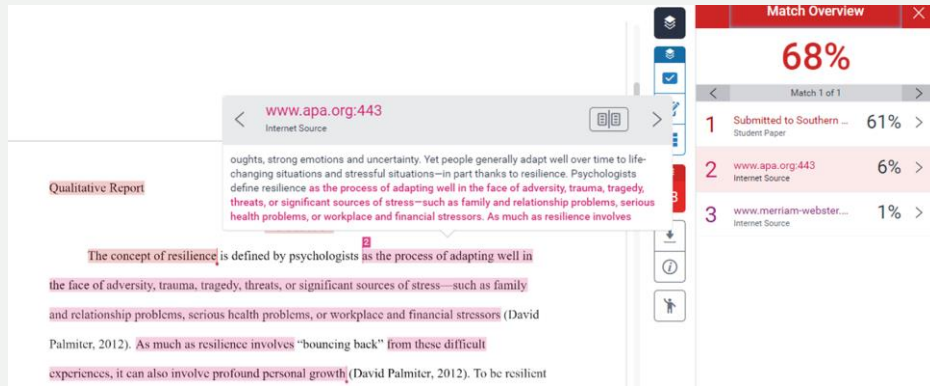 Match Overview
68%
Match 1 of 1
1 Submitted to Southern ... 61%
Student Paper
2 www.apa.org:443 6%
Internet Source
3 www.merriam-webster.... 1%
Internet Source
www.apa.org:443
Internet Source
oughts, strong emotions and uncertainty. Yet people generally adapt well over time to life-
changing situations and stressful situations—in part thanks to resilience. Psychologists
define resilience as the process of adapting well in the face of adversity, trauma, tragedy,
threats, or significant sources of stress—such as family and relationship problems, serious
health problems, or workplace and financial stressors. As much as resilience involves
Qualitative Report
2
The concept of resilience is defined by psychologists as the process of adapting well in
the face of adversity, trauma, tragedy, threats, or significant sources of stress—such as family
and relationship problems, serious health problems, or workplace and financial stressors (David
Palmiter, 2012). As much as resilience involves “bouncing back” from these difficult
experiences, it can also involve profound personal growth (David Palmiter, 2012). To be resilient